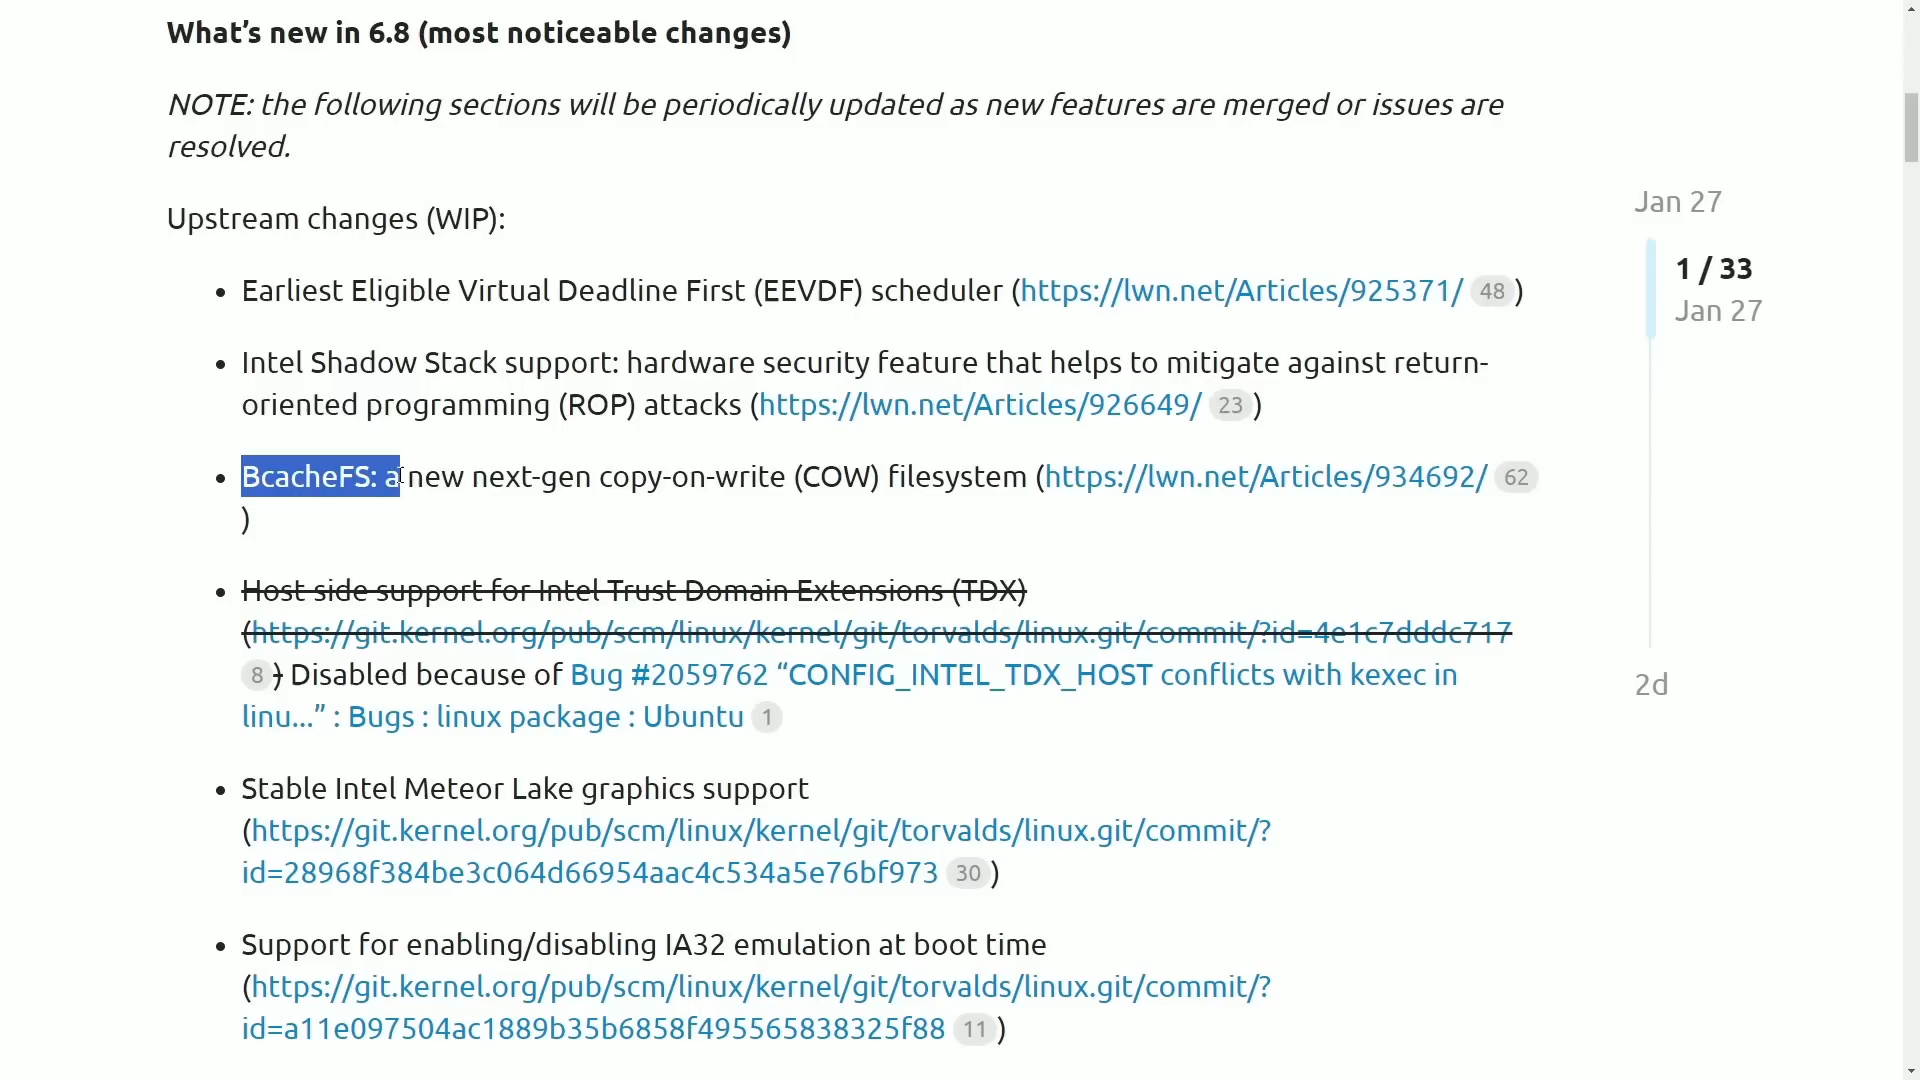 What’s new in 6.8 (most noticeable changes)
NOTE: the following sections will be periodically updated as new features are merged or issues are
resolved.
Upstream changes (WIP):
Earliest Eligible Virtual Deadline First (EEVDF) scheduler (https://lwn.net/Articles/925371/ 48 )
Intel Shadow Stack support: hardware security feature that helps to mitigate against return-
oriented programming (ROP) attacks (https://lwn.net/Articles/926649/ 23 )
BcacheFS: a new next-gen copy-on-write (COW) filesystem (https://lwn.net/Articles/934692/ 62
)
Host side support for Intel Trust Domain Extensions (TDX)
(https://git.kernel.org/pub/scm/linux/kernel/git/torvalds/linux.git/commit/?id=4e1c7dddc717
8 ) Disabled because of Bug #2059762 “CONFIG_INTEL_TDX_HOST conflicts with kexec in
linu...” : Bugs : linux package : Ubuntu 1
Stable Intel Meteor Lake graphics support
(https://git.kernel.org/pub/scm/linux/kernel/git/torvalds/linux.git/commit/?
id=28968f384be3c064d66954aac4c534a5e76bf973 30 )
Support for enabling/disabling IA32 emulation at boot time
(https://git.kernel.org/pub/scm/linux/kernel/git/torvalds/linux.git/commit/?
id=a11e097504ac1889b35b6858f495565838325f88 11 )
Jan 27
1 / 33
Jan 27
2d